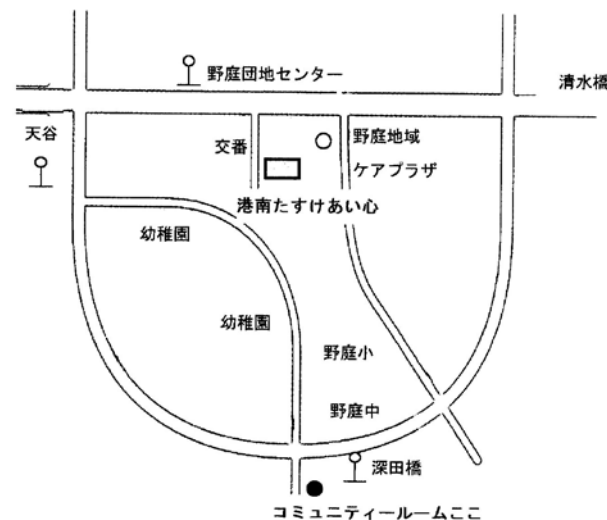 野庭団地センター
清水橋
天谷
交番
野庭地域
ケアプラザ
港南たすけあい心
幼稚園
幼稚園
野庭小
野庭中
深田橋
コミュニティールームここ